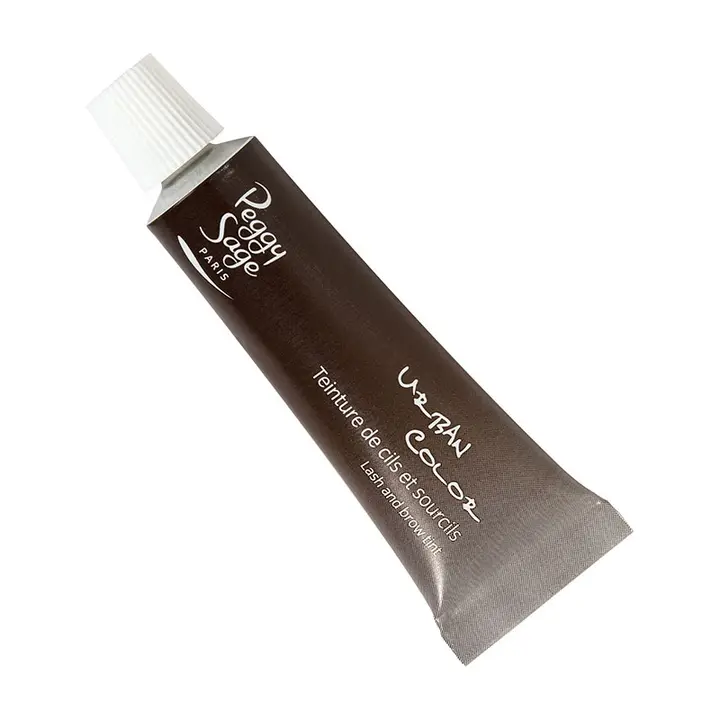 Peggy
Sage
PARIS
URBAN
COLOR
Teinture de cils et sourcils
Lash and brow tint